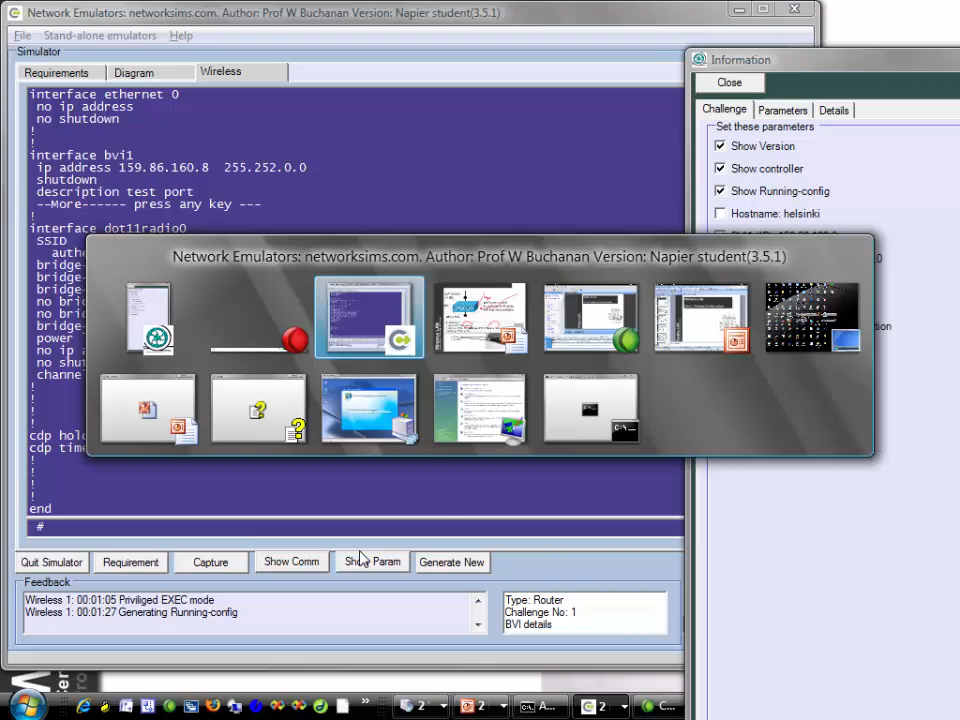 Network Emulators: networksims.com. Author: Prof W Buchanan Version: Napier student(3.5.1)
File Stand-alone emulators Help
Simulator
Requirements Diagram Wireless
interface ethernet 0
no ip address
no shutdown
!
!
interface bvi1
ip address 159.86.160.8 255.252.0.0
shutdown
description test port
--More------ press any key ---
!
interface dot11radio0
SSID
authe
bridge-
bridge-
no brid
bridge-
power
no ip
no shu
channe
!
!
!
!
cdp hol
cdp time
!
!
!
!
end
#
Quit Simulator Requirement Capture Show Comm Show Param Generate New
Feedback
Wireless 1: 00:01:05 Priviliged EXEC mode
Wireless 1: 00:01:27 Generating Running-config
Type: Router
Challenge No: 1
BVI details
Information
Close
Challenge Parameters Details
Set these parameters
Show Version
Show controller
Show Running-config
Hostname: helsinki
Network Emulators: networksims.com. Author: Prof W Buchanan Version: Napier student(3.5.1)
2 2 A... 2 C...